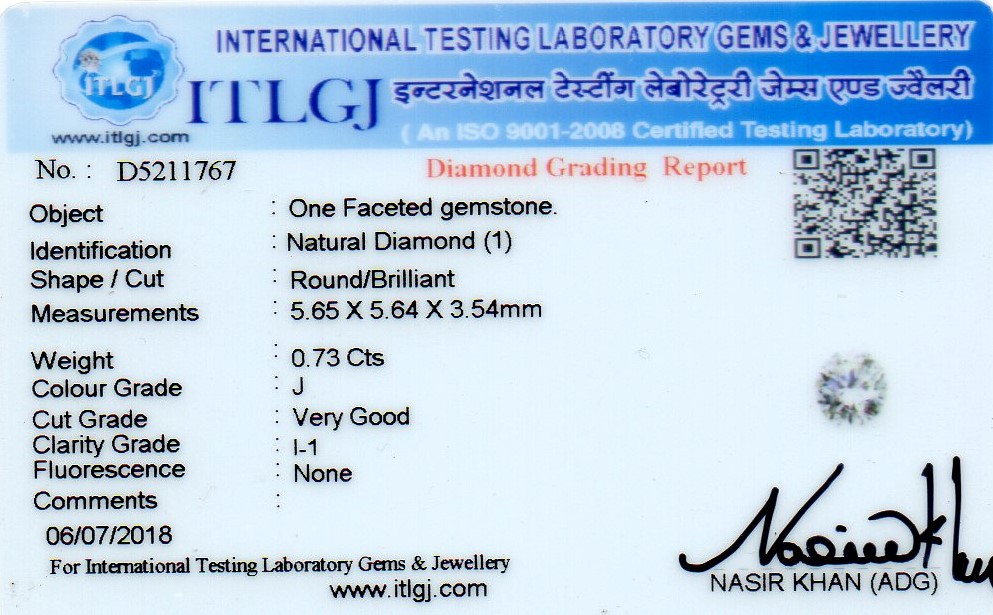 INTERNATIONAL TESTING LABORATORY GEMS & JEWELLERY
ITLGJ
ITLGJ
इन्टरनेशनल टेस्टींग लेबोरेट्ररी जेम्स एण्ड ज्वैलरी
www.itlgj.com
( An ISO 9001-2008 Certified Testing Laboratory)
No. : D5211767
Diamond Grading Report
Object : One Faceted gemstone.
Identification : Natural Diamond (1)
Shape / Cut : Round/Brilliant
Measurements : 5.65 X 5.64 X 3.54mm
Weight : 0.73 Cts
Colour Grade : J
Cut Grade : Very Good
Clarity Grade : I-1
Fluorescence : None
Comments :
06/07/2018
For International Testing Laboratory Gems & Jewellery
www.itlgj.com
NASIR KHAN (ADG)